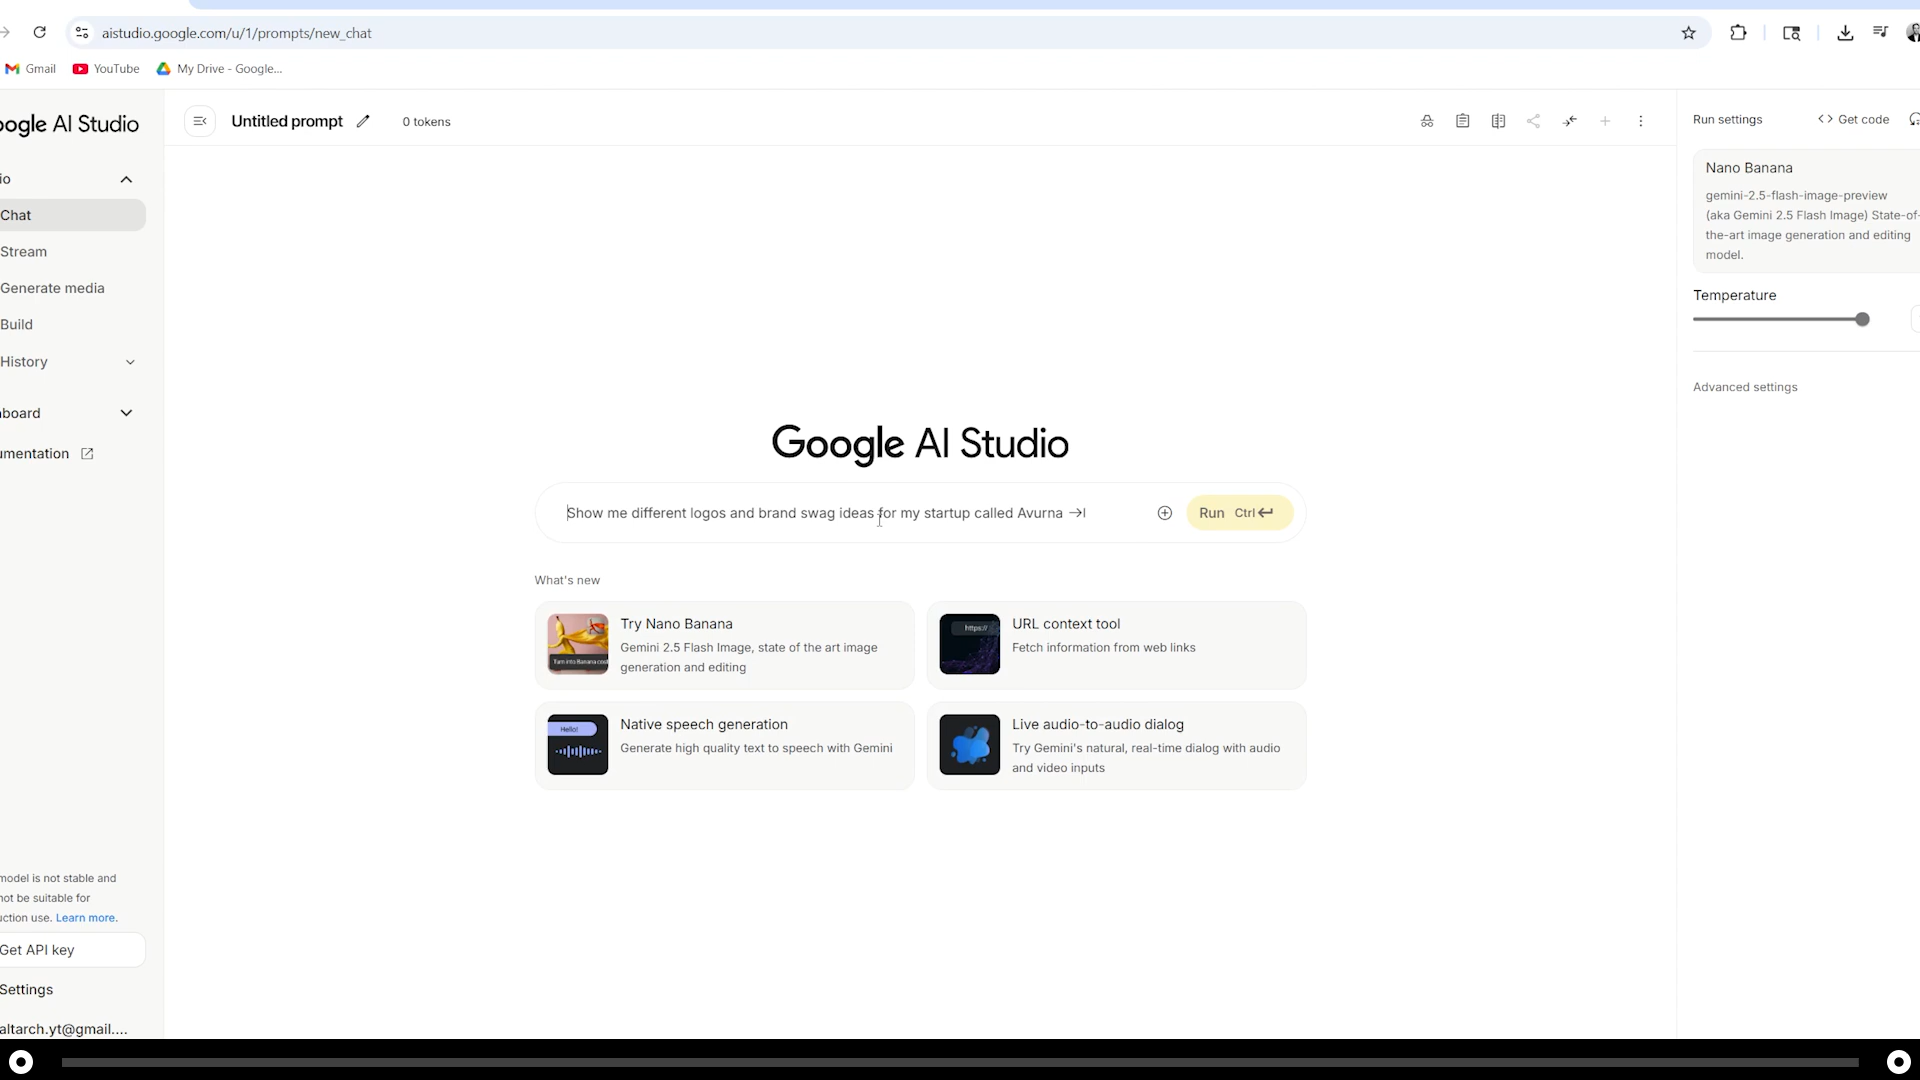 aistudio.google.com/u/1/prompts/new_chat
Gmail
YouTube
My Drive - Google...
oogle AI Studio
Untitled prompt
0 tokens
Run settings
Get code
io
Chat
Stream
Generate media
Build
History
board
umentation
Nano Banana
gemini-2.5-flash-image-preview
(aka Gemini 2.5 Flash Image) State-of-
the-art image generation and editing
model.
Temperature
Advanced settings
Google AI Studio
Show me different logos and brand swag ideas for my startup called Avurna
Run Ctrl
What's new
Try Nano Banana
Gemini 2.5 Flash Image, state of the art image
generation and editing
URL context tool
Fetch information from web links
https://
Native speech generation
Generate high quality text to speech with Gemini
Hello!
Live audio-to-audio dialog
Try Gemini's natural, real-time dialog with audio
and video inputs
model is not stable and
not be suitable for
uction use. Learn more.
Get API key
Settings
altarch.yt@gmail....